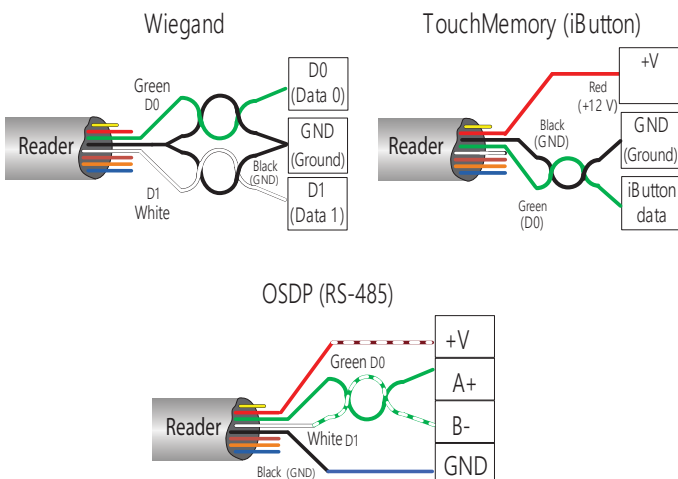 Wiegand
Green
D0
Reader
D1
White
Black
(GND)
D0
(Data 0)
GND
(Ground)
D1
(Data 1)
TouchMemory (iButton)
Red
(+12 V)
Black
(GND)
Reader
Green
(D0)
+V
GND
(Ground)
iButton
data
OSDP (RS-485)
Green D0
Reader
White D1
Black (GND)
+V
A+
B-
GND